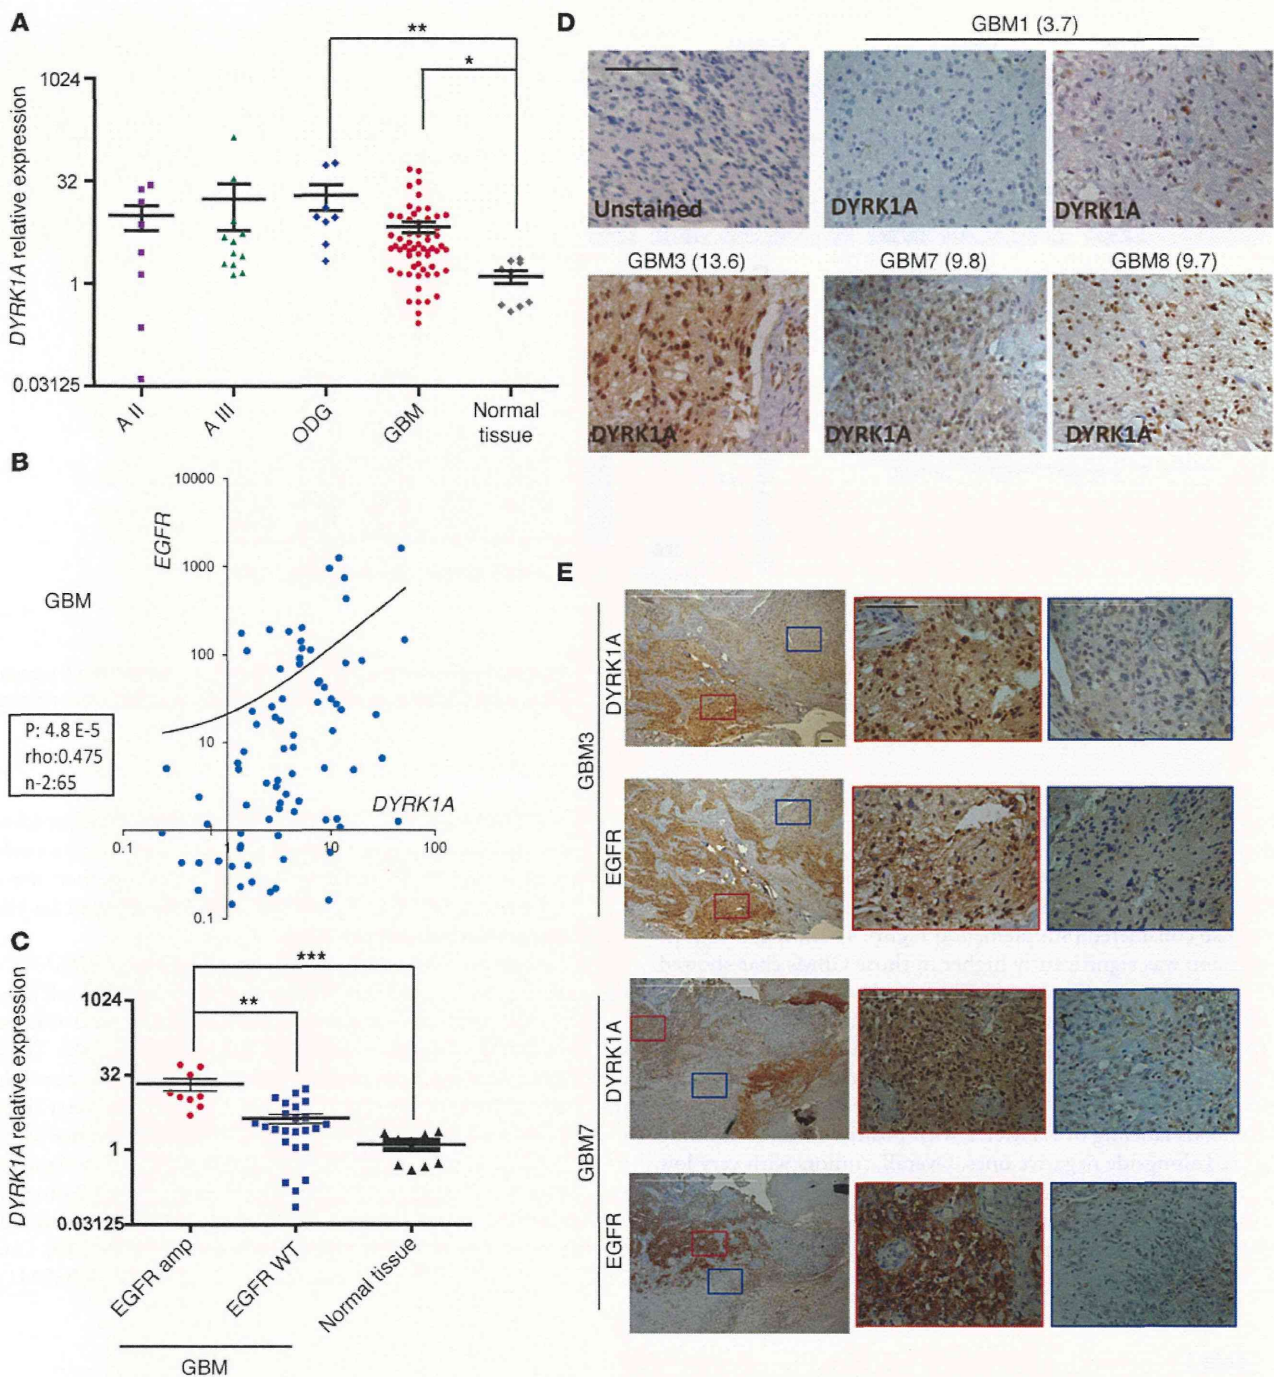 A
DYRK1A relative expression
1024
32
1
0.03125
**
*
A II
A III
ODG
GBM
Normal
tissue
B
GBM
P: 4.8 E-5
rho:0.475
n-2:65
EGFR
10000
1000
100
10
0.1
DYRK1A
0.1
1
10
100
C
DYRK1A relative expression
1024
32
1
0.03125
***
**
EGFR amp
EGFR WT
Normal tissue
GBM
D
GBM1 (3.7)
Unstained
DYRK1A
DYRK1A
GBM3 (13.6)
GBM7 (9.8)
GBM8 (9.7)
DYRK1A
DYRK1A
DYRK1A
E
GBM3
DYRK1A
EGFR
GBM7
DYRK1A
EGFR